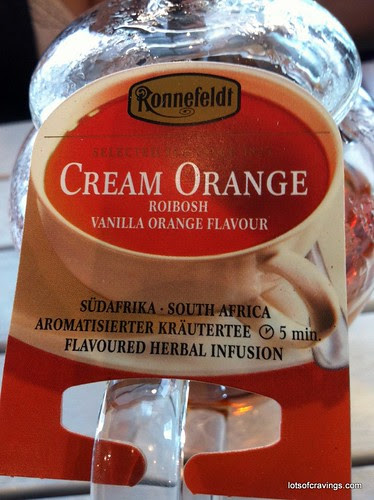 Ronnefeldt
SELECTED
CREAM ORANGE
ROIBOSH
VANILLA ORANGE FLAVOUR
SÜDAFRIKA · SOUTH AFRICA
AROMATISIERTER KRÄUTERTEE 5 min.
FLAVOURED HERBAL INFUSION
lotsofcravings.com